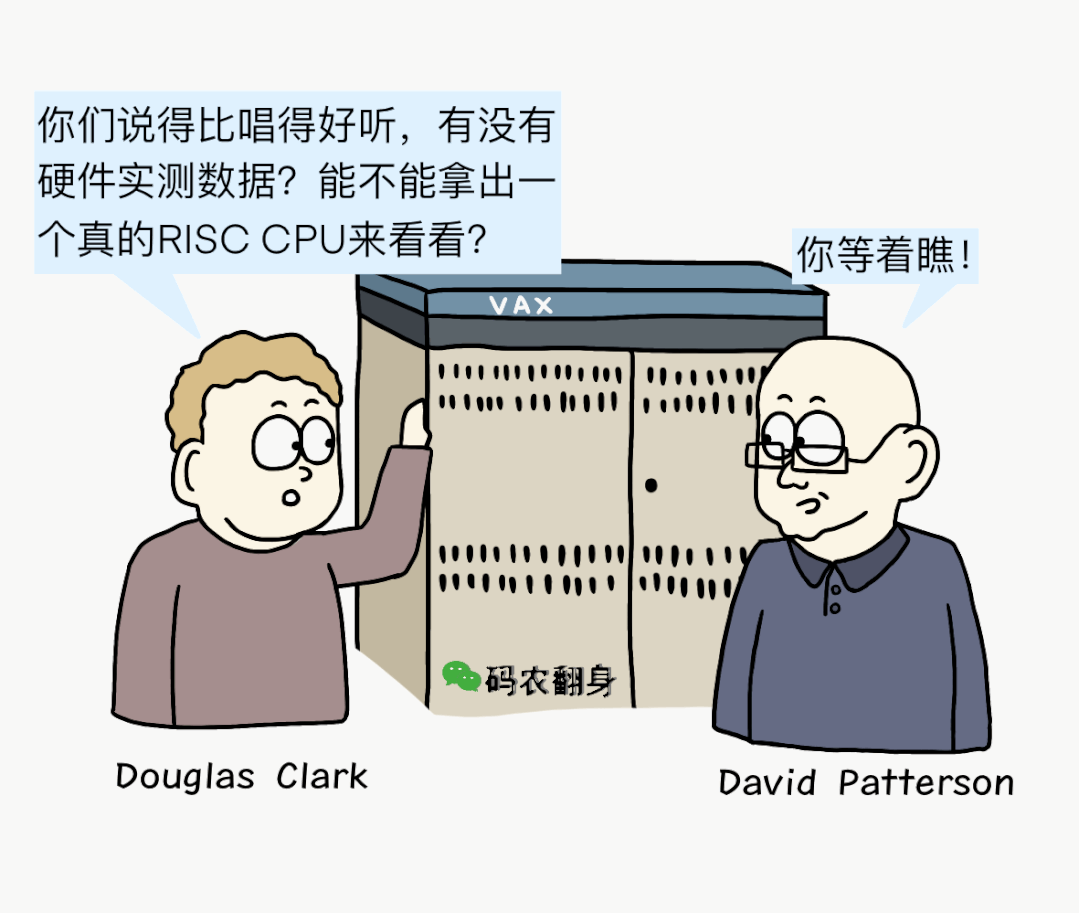 你们说得比唱得好听，有没有
硬件实测数据？能不能拿出一
个真的RISC CPU来看看？
你等着瞧！
VAX
码农翻身
Douglas Clark
David Patterson